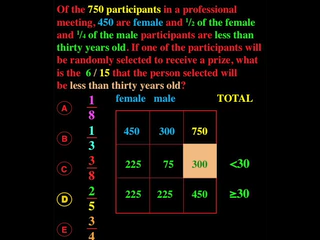 Of the 750 participants in a professional
meeting, 450 are female and 1/2 of the female
and 1/4 of the male participants are less than
thirty years old. If one of the participants will
be randomly selected to receive a prize, what
is the 6 / 15 that the person selected will
be less than thirty years old?
A 1/8
female male TOTAL
B 1/3
450 300 750
C 3/8
225 75 300 <30
D 2/5
225 225 450 ≥30
E 3/4